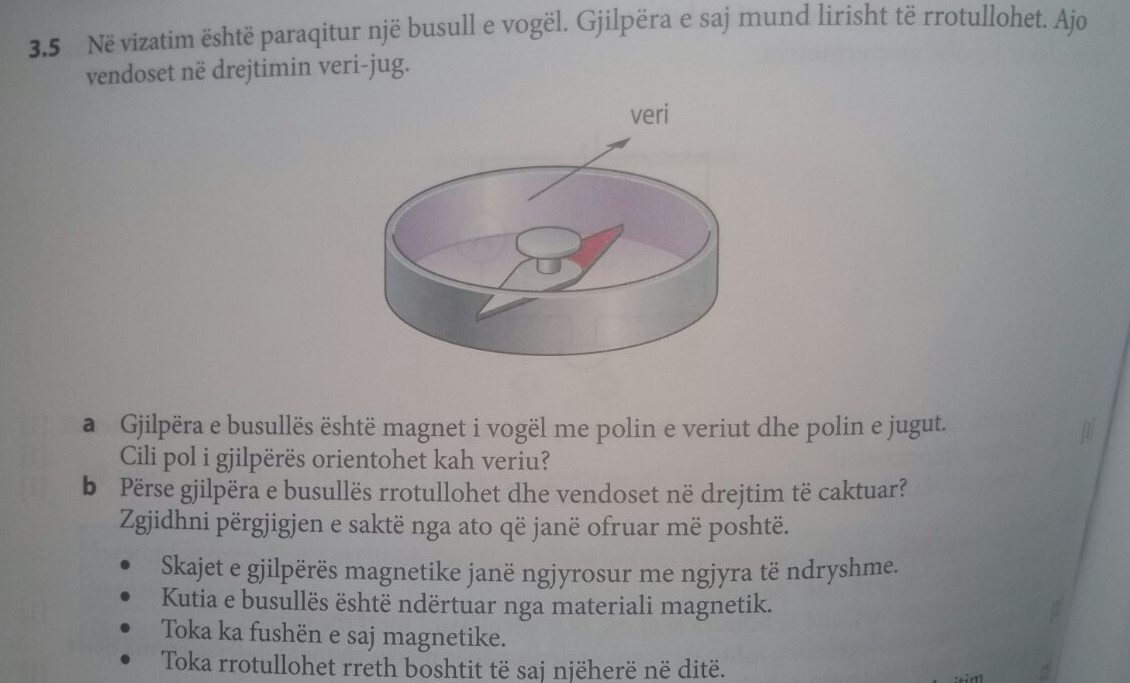 3.5 Në vizatim është paraqitur një busull e vogël. Gjilpëra e saj mund lirisht të rrotullohet. Ajo
vendoset në drejtimin veri-jug.
veri
a Gjilpëra e busullës është magnet i vogël me polin e veriut dhe polin e jugut.
Cili pol i gjilpërës orientohet kah veriu?
b Përse gjilpëra e busullës rrotullohet dhe vendoset në drejtim të caktuar?
Zgjidhni përgjigjen e saktë nga ato që janë ofruar më poshtë.
• Skajet e gjilpërës magnetike janë ngjyrosur me ngjyra të ndryshme.
• Kutia e busullës është ndërtuar nga materiali magnetik.
• Toka ka fushën e saj magnetike.
• Toka rrotullohet rreth boshtit të saj njëherë në ditë.